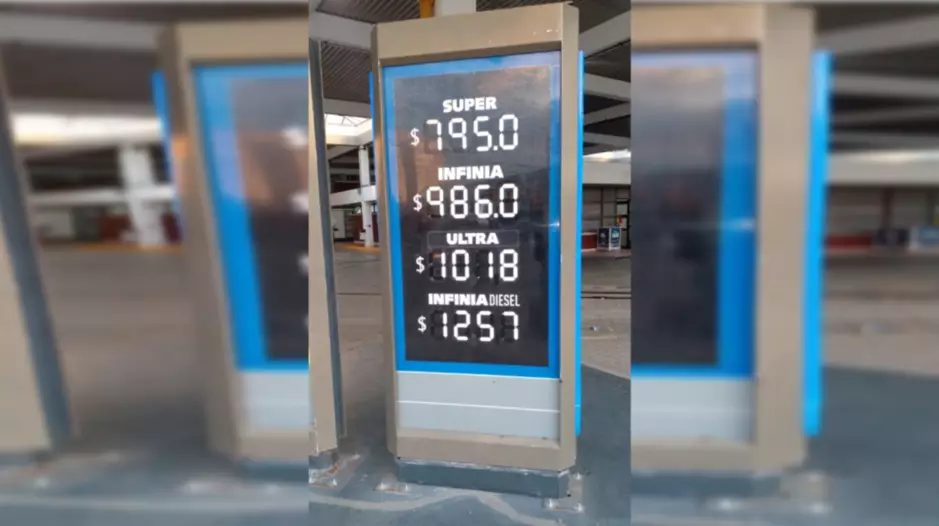 SUPER
$795.0
INFINIA
$986.0
ULTRA
$1018
INFINIA DIESEL
$1257